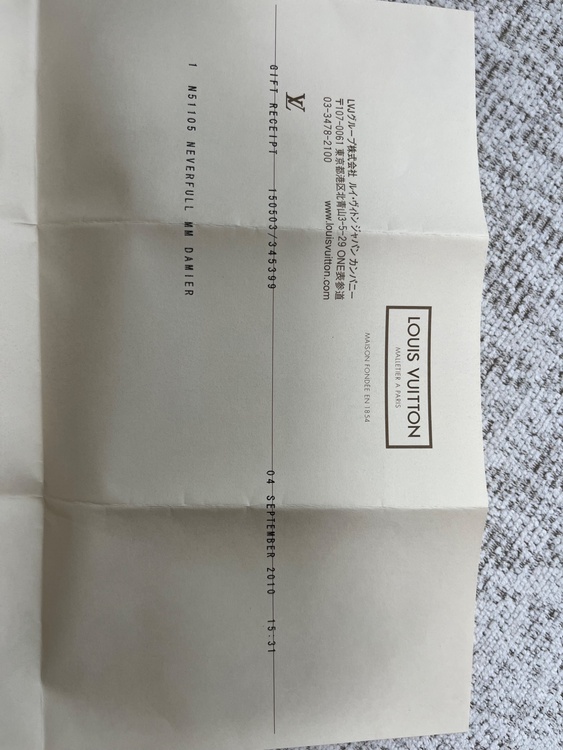 LOUIS VUITTON
MALLETIER A PARIS
MAISON FONDÉE EN 1854
LVJグループ株式会社 ルイ・ヴィトン ジャパン カンパニー
〒107-0061 東京都港区北青山3-5-29 ONE表参道
03-3478-2100 www.louisvuitton.com
LV
GIFT RECEIPT 150503/345399 04 SEPTEMBER 2010 15:31
1 N51105 NEVERFULL MM DAMIER